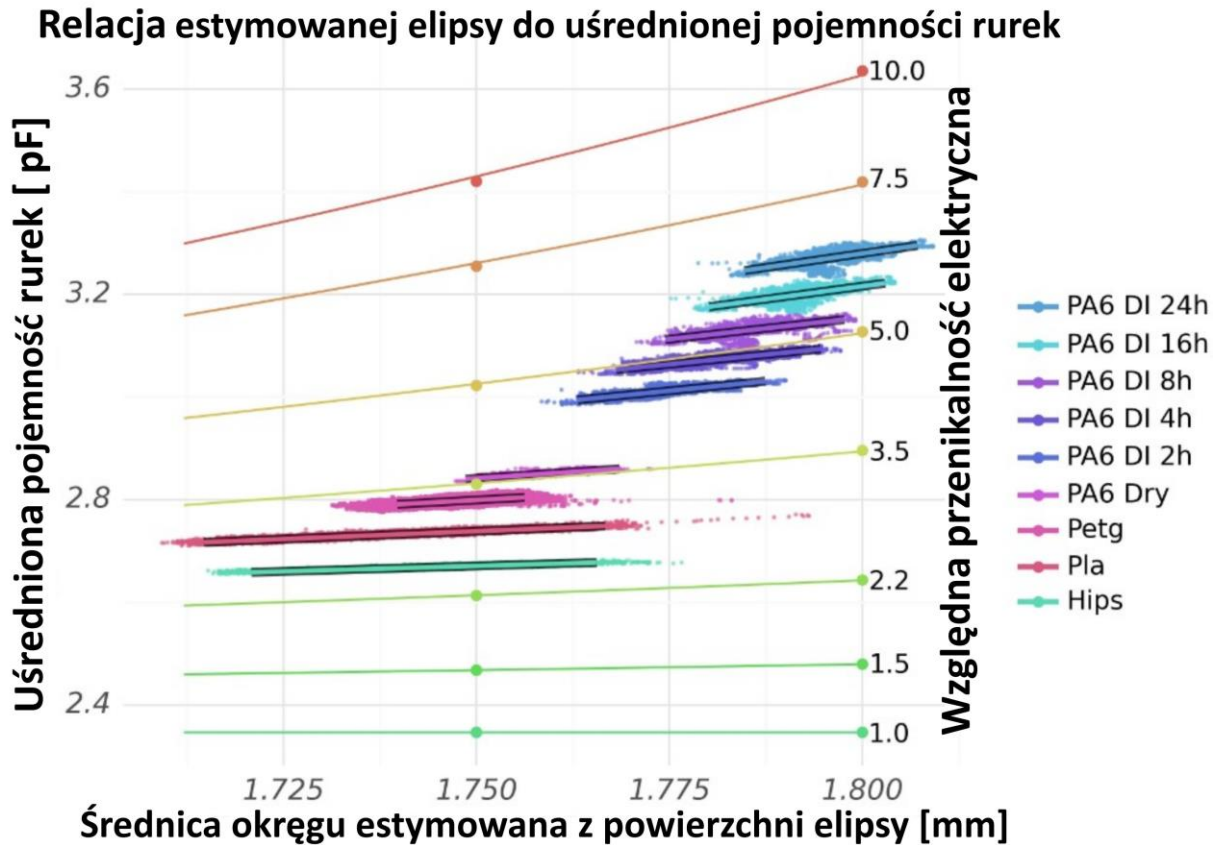 Relacja estymowanej elipsy do uśrednionej pojemności rurek
Uśredniona pojemność rurek [ pF]
3.6
3.2
2.8
2.4
10.0
7.5
5.0
3.5
2.2
1.5
1.0
Względna przenikalność elektryczna
PA6 DI 24h
PA6 DI 16h
PA6 DI 8h
PA6 DI 4h
PA6 DI 2h
PA6 Dry
Petg
Pla
Hips
1.725 1.750 1.775 1.800
Średnica okręgu estymowana z powierzchni elipsy [mm]